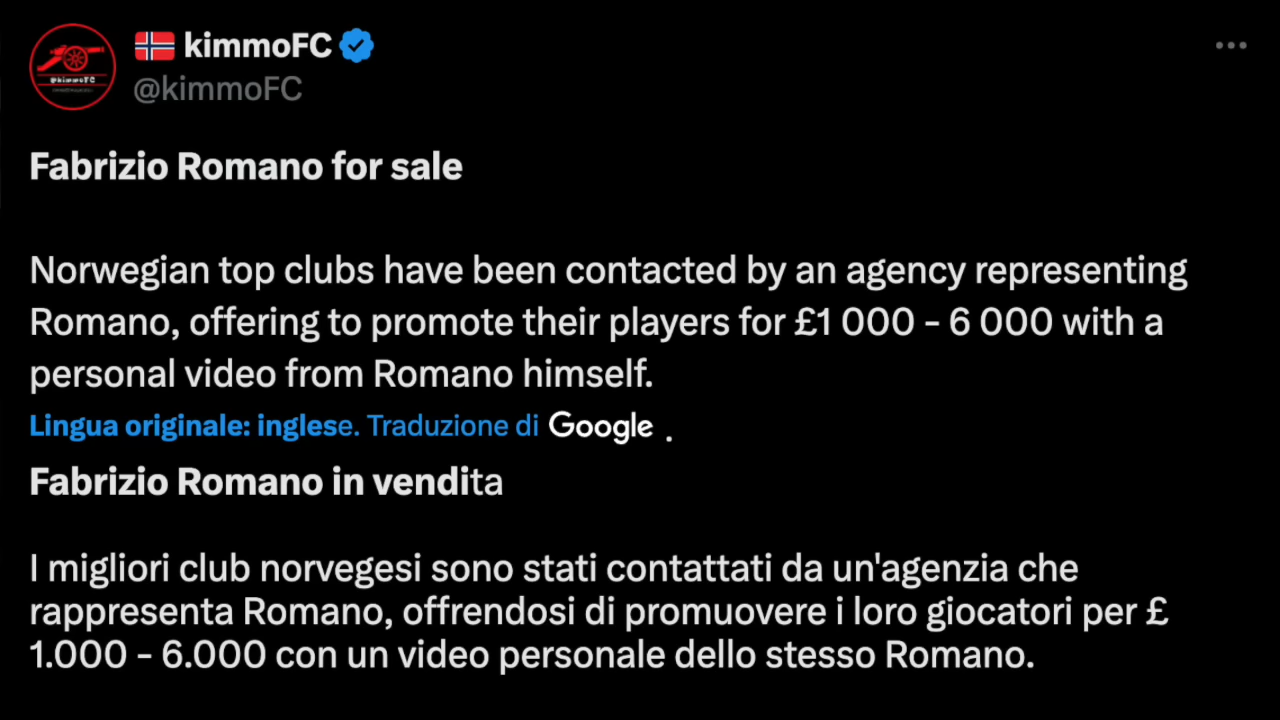 🇳🇴 kimmoFC
@kimmoFC
Fabrizio Romano for sale
Norwegian top clubs have been contacted by an agency representing
Romano, offering to promote their players for £1 000 - 6 000 with a
personal video from Romano himself.
Lingua originale: inglese. Traduzione di Google .
Fabrizio Romano in vendita
I migliori club norvegesi sono stati contattati da un'agenzia che
rappresenta Romano, offrendosi di promuovere i loro giocatori per £
1.000 - 6.000 con un video personale dello stesso Romano.